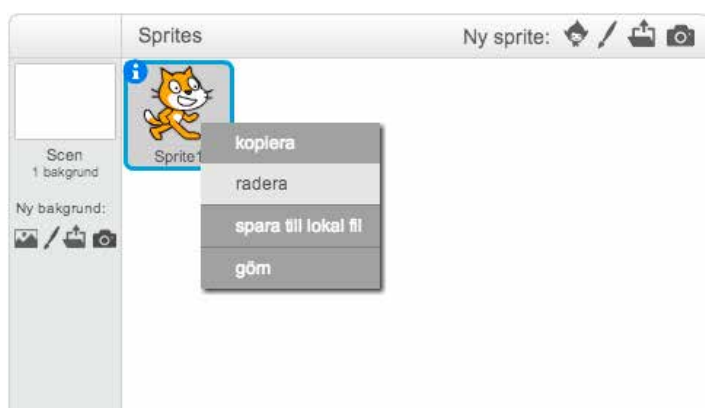 Sprites
Ny sprite:
Scen
1 bakgrund
Ny bakgrund:
Sprite1
kopiera
radera
spara till lokal fil
göm